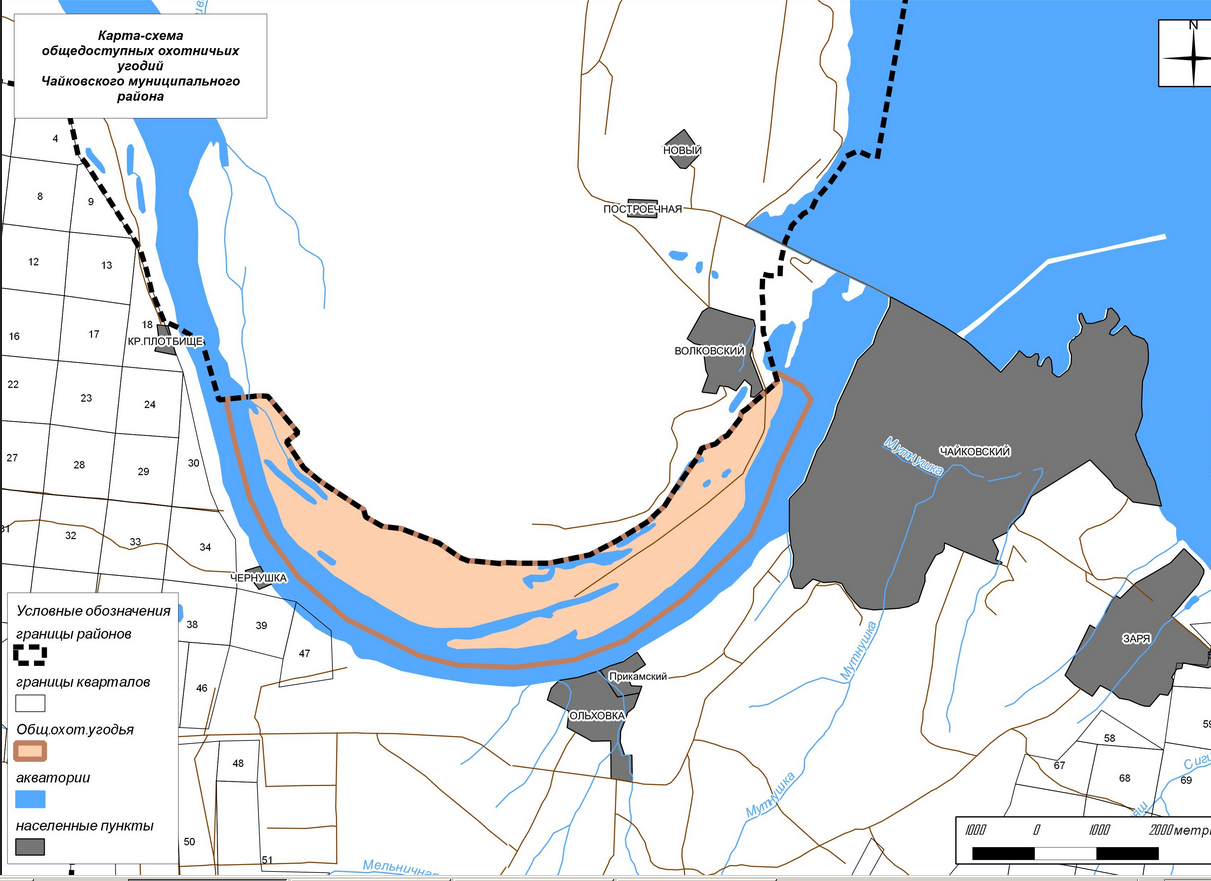 Карта-схема
общедоступных охотничьих
угодий
Чайковского муниципального
района
N
4
8
9
12
13
16
17
18
22
23
24
27
28
29
30
31
32
33
34
38
39
46
47
48
50
51
58
59
67
68
69
НОВЫЙ
ПОСТРОЕЧНАЯ
КР.ПЛОТБИЩЕ
ВОЛКОВСКИЙ
ЧАЙКОВСКИЙ
Мутнушка
ЧЕРНУШКА
ЗАРЯ
Мутнушка
Прикамский
ОЛЬХОВКА
Мутнушка
Мельничная
Условные обозначения
границы районов
границы кварталов
Общ.охот.угодья
акватории
населенные пункты
1000 0 1000 2000 метр